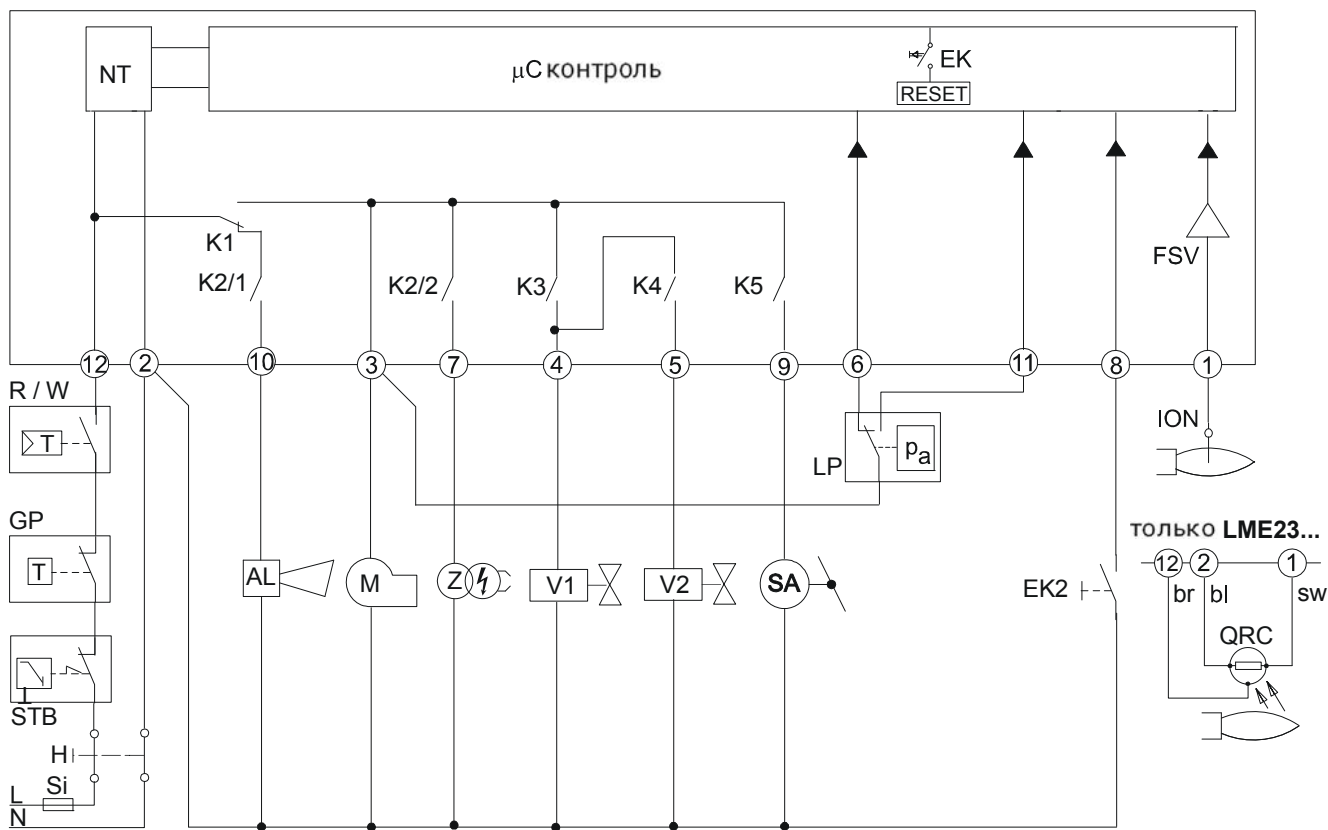 NT
μC контроль
EK
RESET
FSV
K1
K2/1
K2/2
K3
K4
K5
12
2
10
3
7
4
5
9
6
11
8
1
R / W
T
LP
pa
ION
GP
T
только LME23...
12
2
1
br
bl
sw
AL
M
Z
V1
V2
SA
EK2
QRC
STB
H
Si
L
N